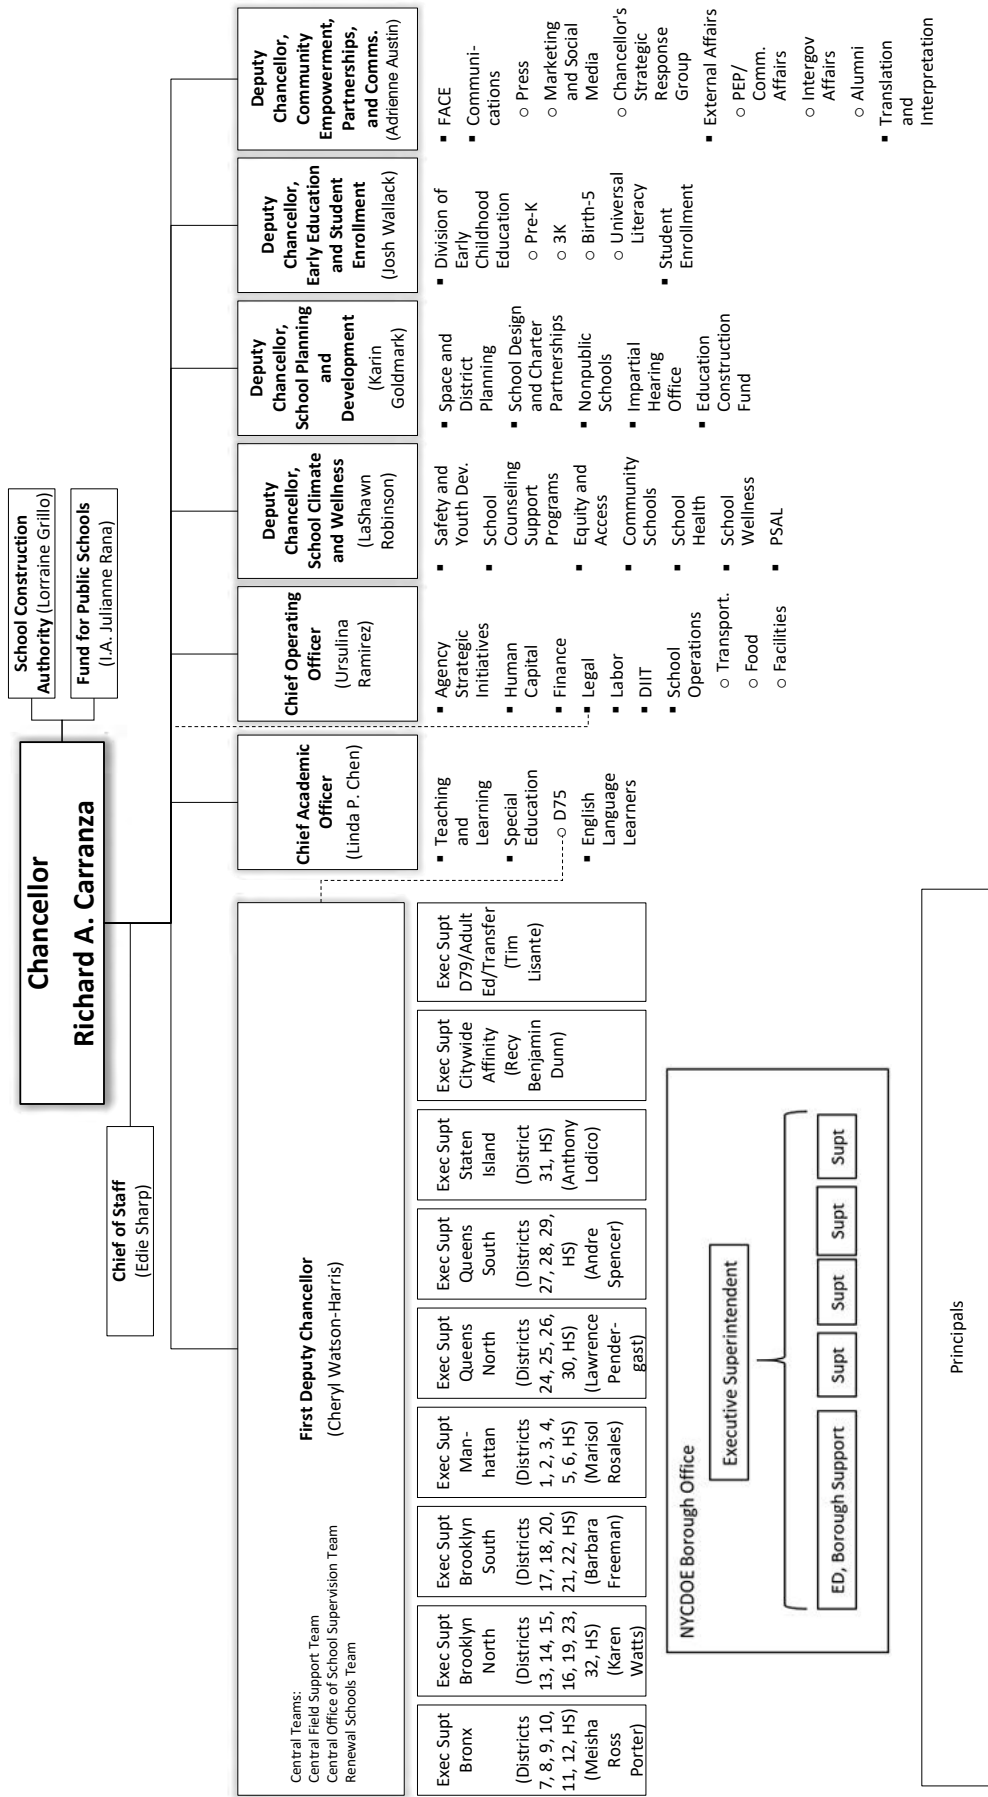 Chancellor
Richard A. Carranza
School Construction
Authority (Lorraine Grillo)
Fund for Public Schools
(I.A. Julianne Rana)
Chief of Staff
(Edie Sharp)
First Deputy Chancellor
(Cheryl Watson-Harris)
Central Teams:
Central Field Support Team
Central Office of School Supervision Team
Renewal Schools Team
Chief Academic
Officer
(Linda P. Chen)
▪ Teaching
and
Learning
▪ Special
Education
○ D75
▪ English
Language
Learners
Chief Operating
Officer
(Ursulina
Ramirez)
▪ Agency
Strategic
Initiatives
▪ Human
Capital
▪ Finance
▪ Legal
▪ Labor
▪ DIIT
▪ School
Operations
○ Transport.
○ Food
○ Facilities
Deputy
Chancellor,
School Climate
and Wellness
(LaShawn
Robinson)
▪ Safety and
Youth Dev.
▪ School
Counseling
Support
Programs
▪ Equity and
Access
▪ Community
Schools
▪ School
Health
▪ School
Wellness
▪ PSAL
Deputy
Chancellor,
School Planning
and
Development
(Karin
Goldmark)
▪ Space and
District
Planning
▪ School Design
and Charter
Partnerships
▪ Nonpublic
Schools
▪ Impartial
Hearing
Office
▪ Education
Construction
Fund
Deputy
Chancellor,
Early Education
and Student
Enrollment
(Josh Wallack)
▪ Division of
Early
Childhood
Education
○ Pre-K
○ 3K
○ Birth-5
○ Universal
Literacy
▪ Student
Enrollment
Deputy
Chancellor,
Community
Empowerment,
Partnerships,
and Comms.
(Adrienne Austin)
▪ FACE
▪ Communi-
cations
○ Press
○ Marketing
and Social
Media
○ Chancellor's
Strategic
Response
Group
▪ External Affairs
○ PEP/
Comm.
Affairs
○ Intergov
Affairs
○ Alumni
▪ Translation
and
Interpretation
Exec Supt
Bronx
(Districts
7, 8, 9, 10,
11, 12, HS)
(Meisha
Ross
Porter)
Exec Supt
Brooklyn
North
(Districts
13, 14, 15,
16, 19, 23,
32, HS)
(Karen
Watts)
Exec Supt
Brooklyn
South
(Districts
17, 18, 20,
21, 22, HS)
(Barbara
Freeman)
Exec Supt
Man-
hattan
(Districts
1, 2, 3, 4,
5, 6, HS)
(Marisol
Rosales)
Exec Supt
Queens
North
(Districts
24, 25, 26,
30, HS)
(Lawrence
Pender-
gast)
Exec Supt
Queens
South
(Districts
27, 28, 29,
HS)
(Andre
Spencer)
Exec Supt
Staten
Island
(District
31, HS)
(Anthony
Lodico)
Exec Supt
Citywide
Affinity
(Recy
Benjamin
Dunn)
Exec Supt
D79/Adult
Ed/Transfer
(Tim
Lisante)
NYCDOE Borough Office
Executive Superintendent
ED, Borough Support
Supt
Supt
Supt
Supt
Principals